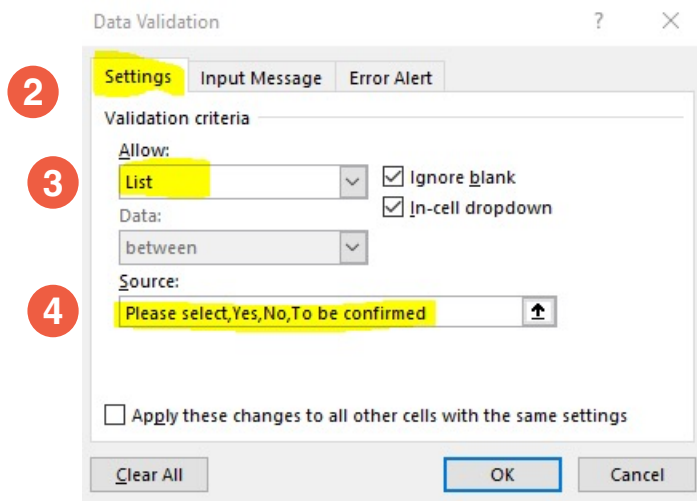 Data Validation ? ×
2
Settings Input Message Error Alert
Validation criteria
Allow:
3
List
Ignore blank
In-cell dropdown
Data:
between
Source:
4
Please select,Yes,No,To be confirmed
Apply these changes to all other cells with the same settings
Clear All OK Cancel